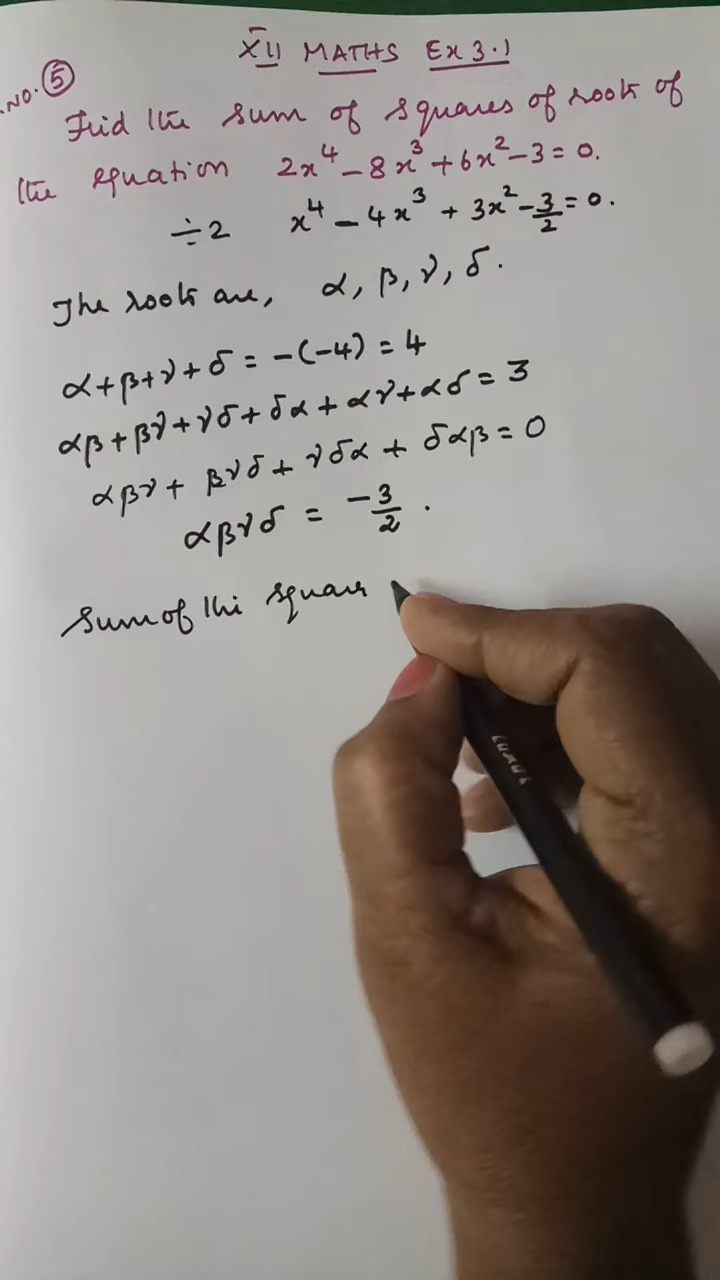 XII MATHS Ex 3.1
.NO. ⑤
Find the sum of squares of roots of
the equation 2x⁴ - 8x³ + 6x² - 3 = 0.
÷2 x⁴ - 4x³ + 3x² - 3/2 = 0.
The roots are, α, β, γ, δ.
α+β+γ+δ = -(-4) = 4
αβ+βγ+γδ+δα+αγ+αδ = 3
αβγ + βγδ + γδα + δαβ = 0
αβγδ = -3/2.
Sum of the square